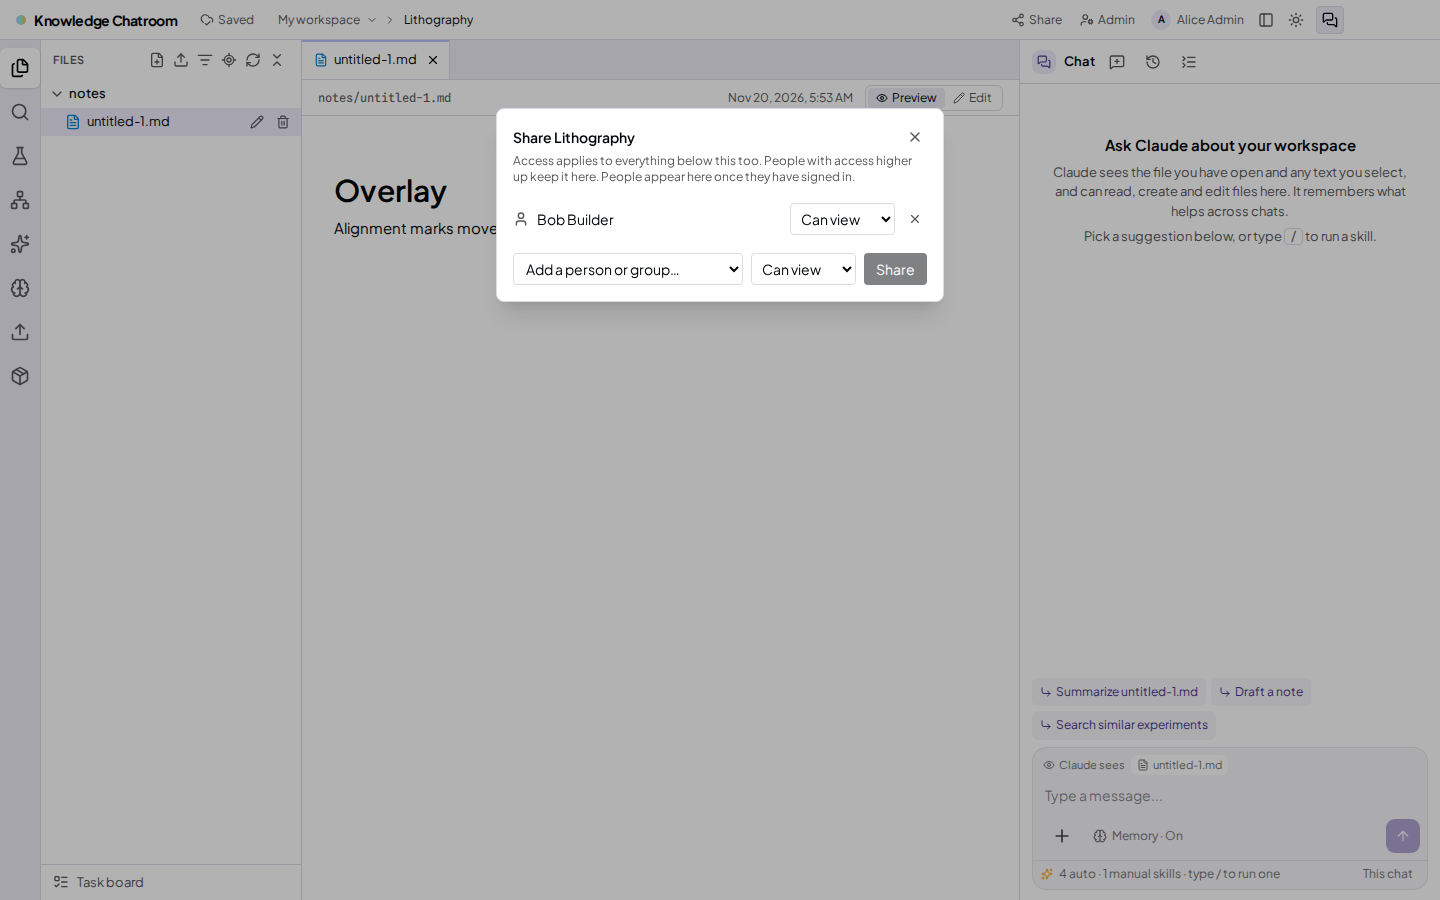 Knowledge Chatroom
Saved
My workspace
Lithography
Share
Admin
A
Alice Admin
FILES
notes
untitled-1.md
Task board
untitled-1.md
notes/untitled-1.md
Nov 20, 2026, 5:53 AM
Preview
Edit
Overlay
Alignment marks move
Share Lithography
Access applies to everything below this too. People with access higher
up keep it here. People appear here once they have signed in.
Bob Builder
Can view
Add a person or group...
Can view
Share
Chat
Ask Claude about your workspace
Claude sees the file you have open and any text you select,
and can read, create and edit files here. It remembers what
helps across chats.
Pick a suggestion below, or type / to run a skill.
Summarize untitled-1.md
Draft a note
Search similar experiments
Claude sees
untitled-1.md
Type a message...
Memory · On
4 auto · 1 manual skills · type / to run one
This chat